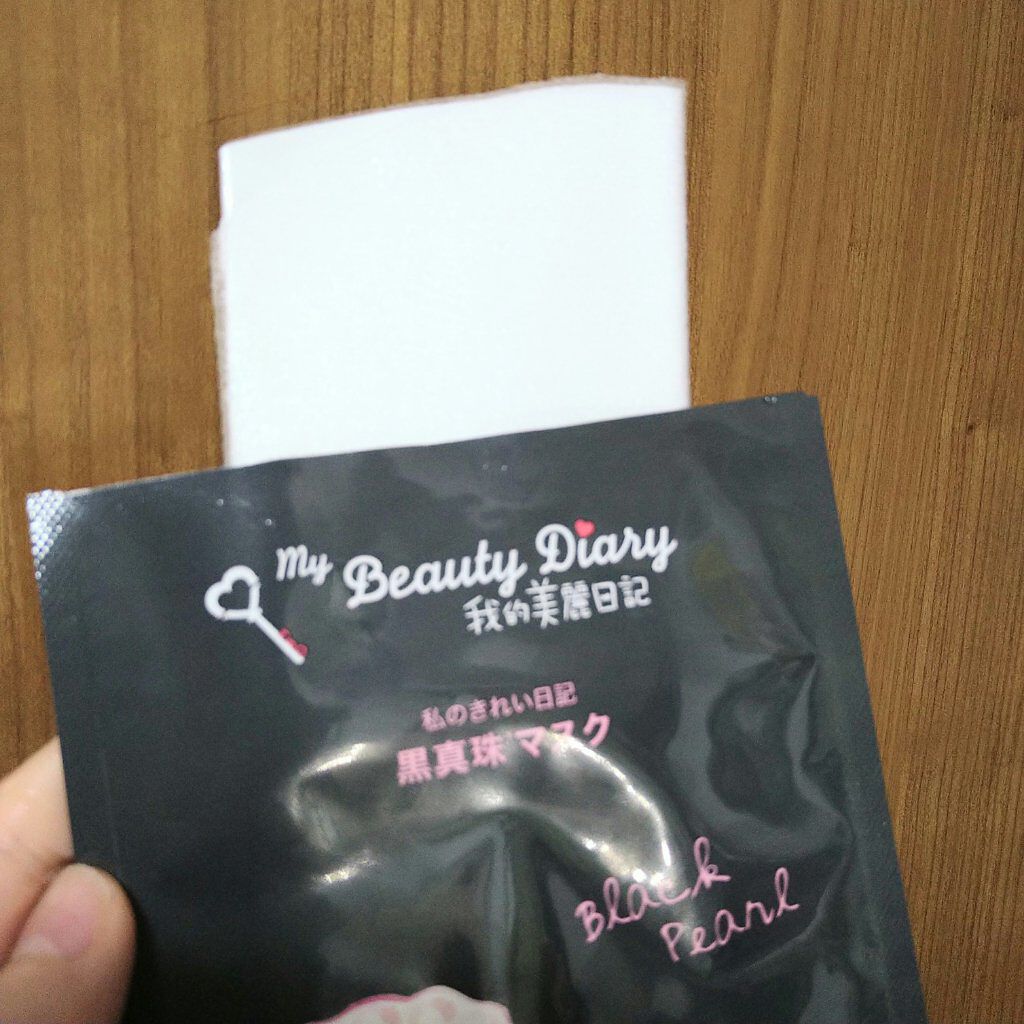 My Beauty Diary
我的美麗日記
私のきれい日記
黒真珠マスク
Black
Pearl